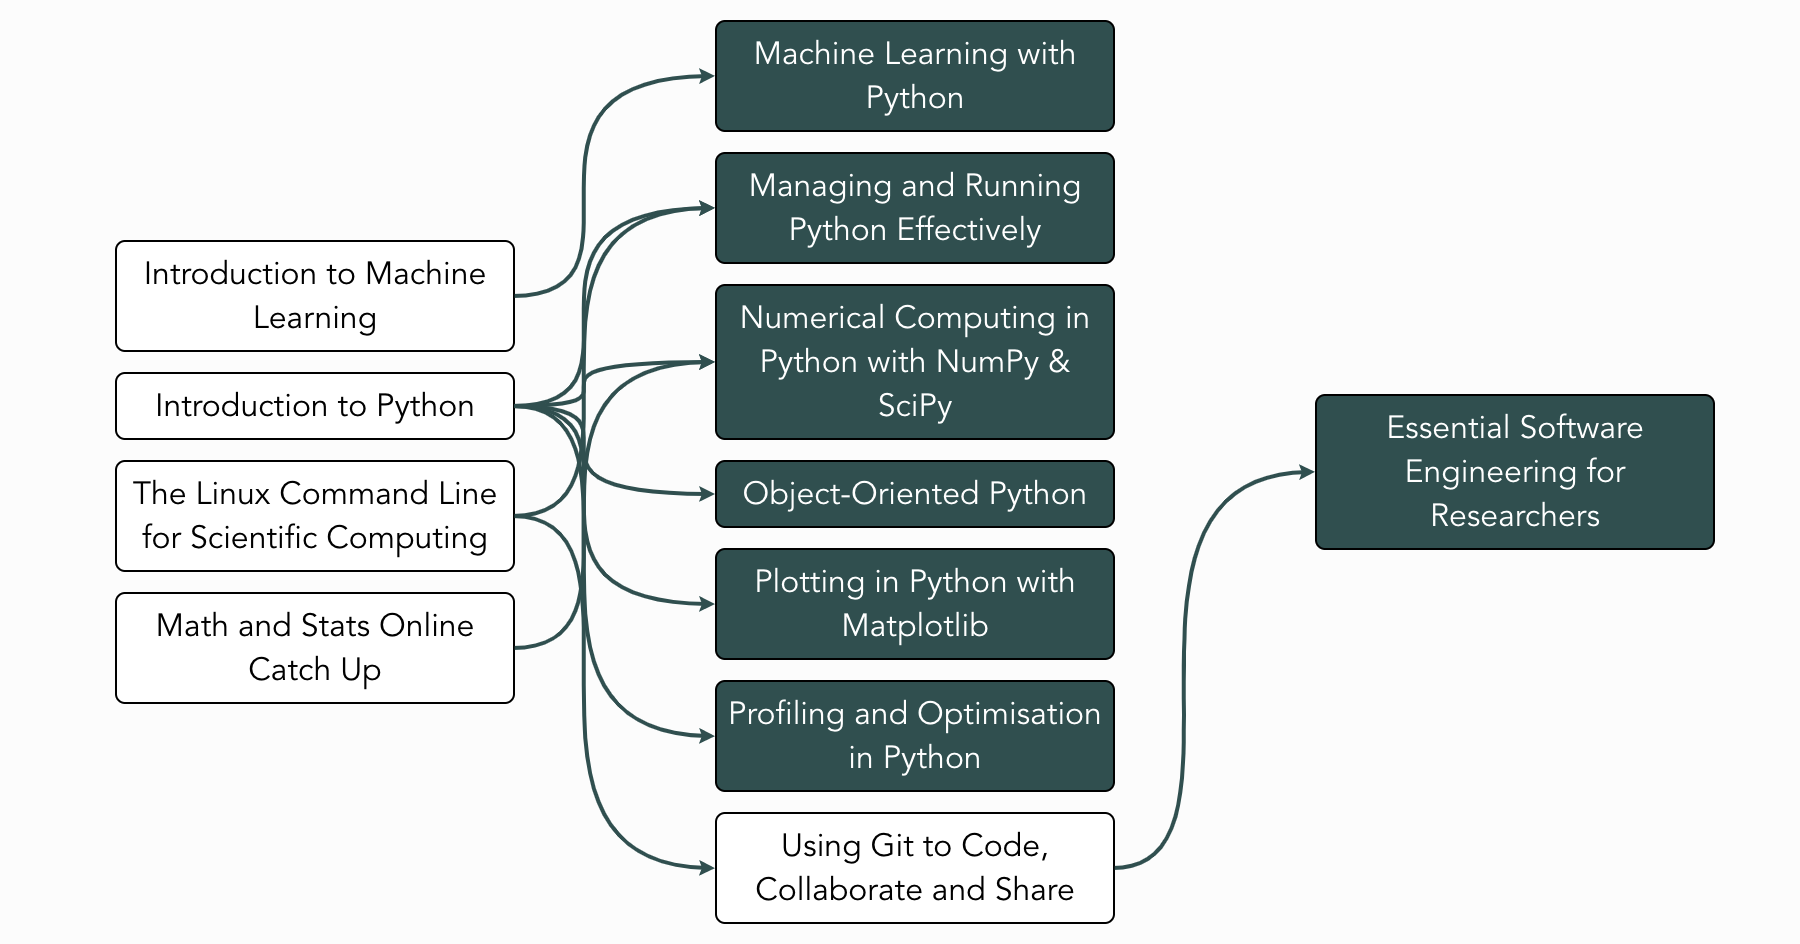 Machine Learning with
Python
Managing and Running
Python Effectively
Introduction to Machine
Learning
Numerical Computing in
Python with NumPy &
SciPy
Introduction to Python
Essential Software
Engineering for
Researchers
The Linux Command Line
for Scientific Computing
Object-Oriented Python
Plotting in Python with
Matplotlib
Math and Stats Online
Catch Up
Profiling and Optimisation
in Python
Using Git to Code,
Collaborate and Share